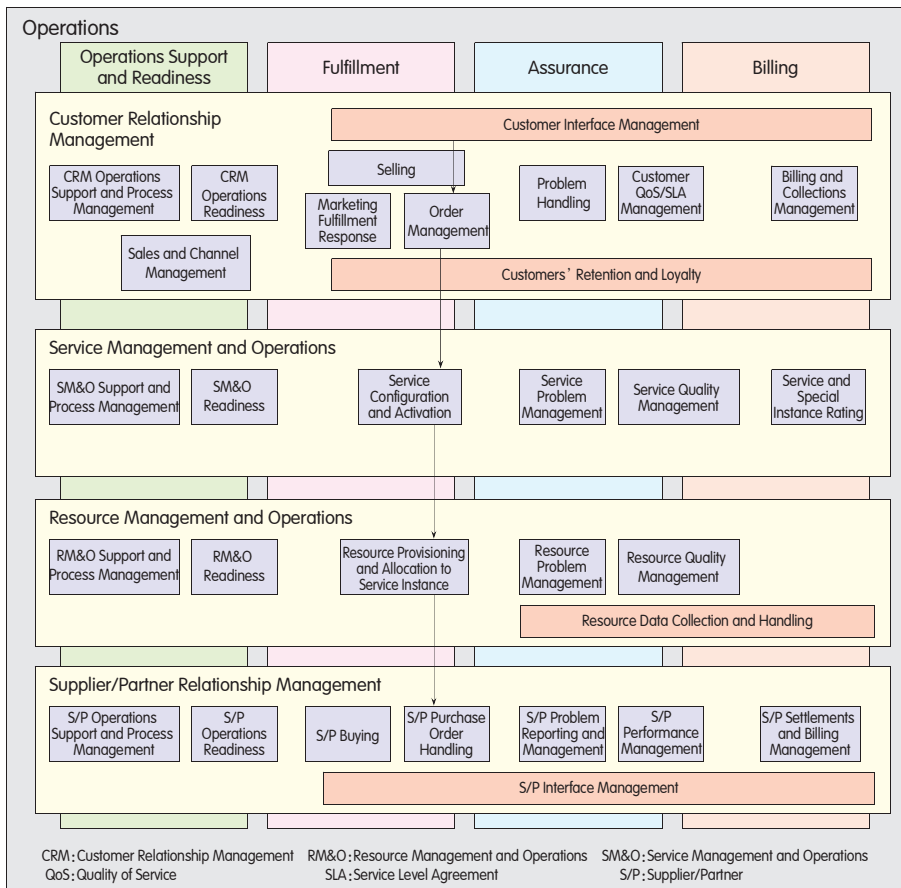 Operations
Operations Support
and Readiness
Fulfillment
Assurance
Billing
Customer Relationship
Management
Customer Interface Management
Selling
CRM Operations
Support and Process
Management
CRM
Operations
Readiness
Marketing
Fulfillment
Response
Order
Management
Problem
Handling
Customer
QoS/SLA
Management
Billing and
Collections
Management
Sales and Channel
Management
Customers' Retention and Loyalty
Service Management and Operations
SM&O Support and
Process Management
SM&O
Readiness
Service
Configuration
and Activation
Service
Problem
Management
Service Quality
Management
Service and
Special
Instance Rating
Resource Management and Operations
RM&O Support and
Process Management
RM&O
Readiness
Resource Provisioning
and Allocation to
Service Instance
Resource
Problem
Management
Resource Quality
Management
Resource Data Collection and Handling
Supplier/Partner Relationship Management
S/P Operations
Support and Process
Management
S/P
Operations
Readiness
S/P Buying
S/P Purchase
Order
Handling
S/P Problem
Reporting and
Management
S/P
Performance
Management
S/P Settlements
and Billing
Management
S/P Interface Management
CRM: Customer Relationship Management RM&O: Resource Management and Operations SM&O: Service Management and Operations
QoS: Quality of Service SLA: Service Level Agreement S/P: Supplier/Partner